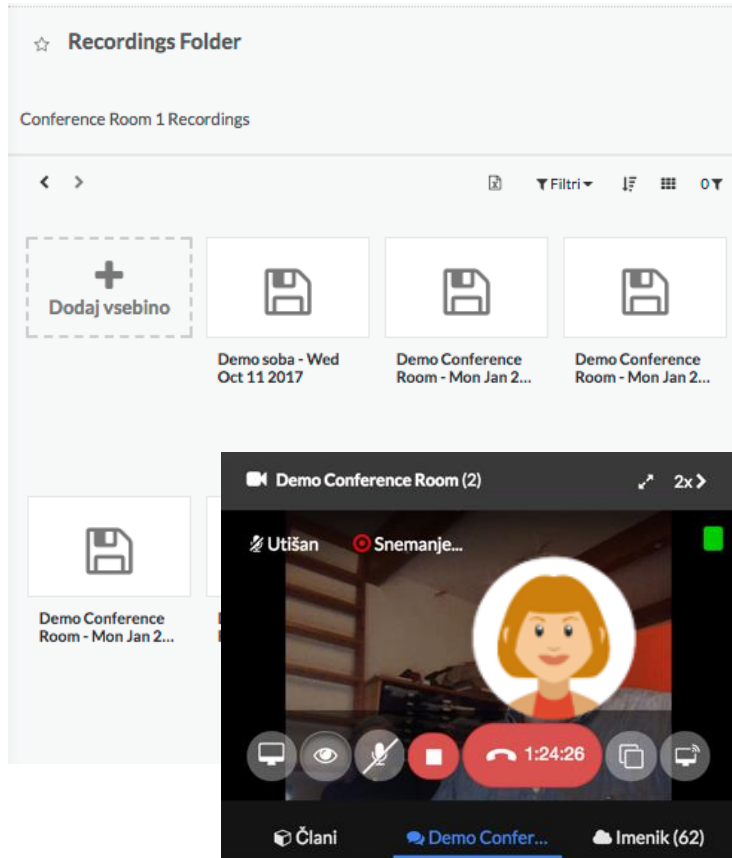 Recordings Folder
Conference Room 1 Recordings
Filtri
0
Dodaj vsebino
Demo soba - Wed
Oct 11 2017
Demo Conference
Room - Mon Jan 2...
Demo Conference
Room - Mon Jan 2...
Demo Conference
Room - Mon Jan 2...
Demo Conference Room (2)
2x
Utišan
Snemanje...
1:24:26
Člani
Demo Confer...
Imenik (62)